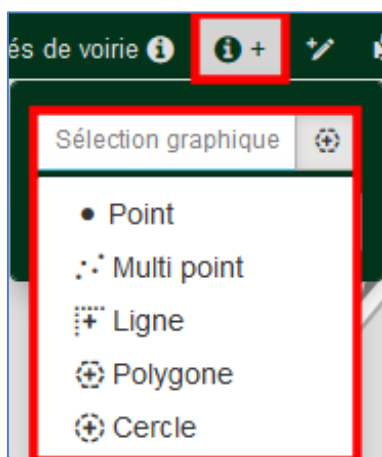 és de voirie
+
Sélection graphique
Point
Multi point
Ligne
Polygone
Cercle